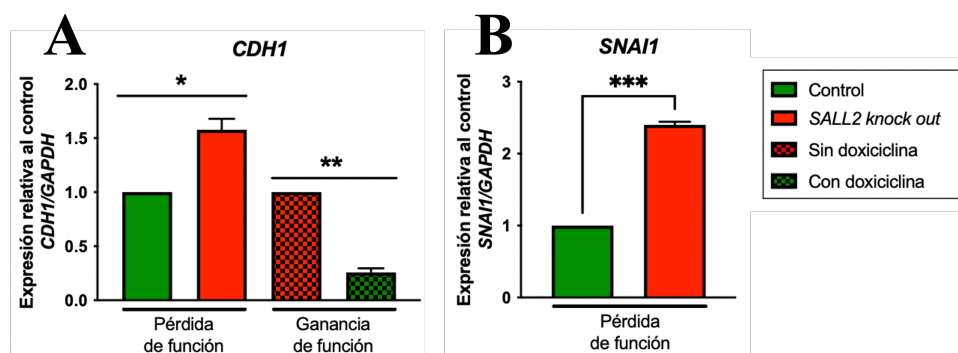 A
CDH1
Expresión relativa al control
CDH1/GAPDH
2.0
1.5
1.0
0.5
0.0
*
**
Pérdida
de función
Ganancia
de función
B
SNAI1
Expresión relativa al control
SNAI1/GAPDH
3
2
1
0
***
Pérdida
de función
Control
SALL2 knock out
Sin doxiciclina
Con doxiciclina